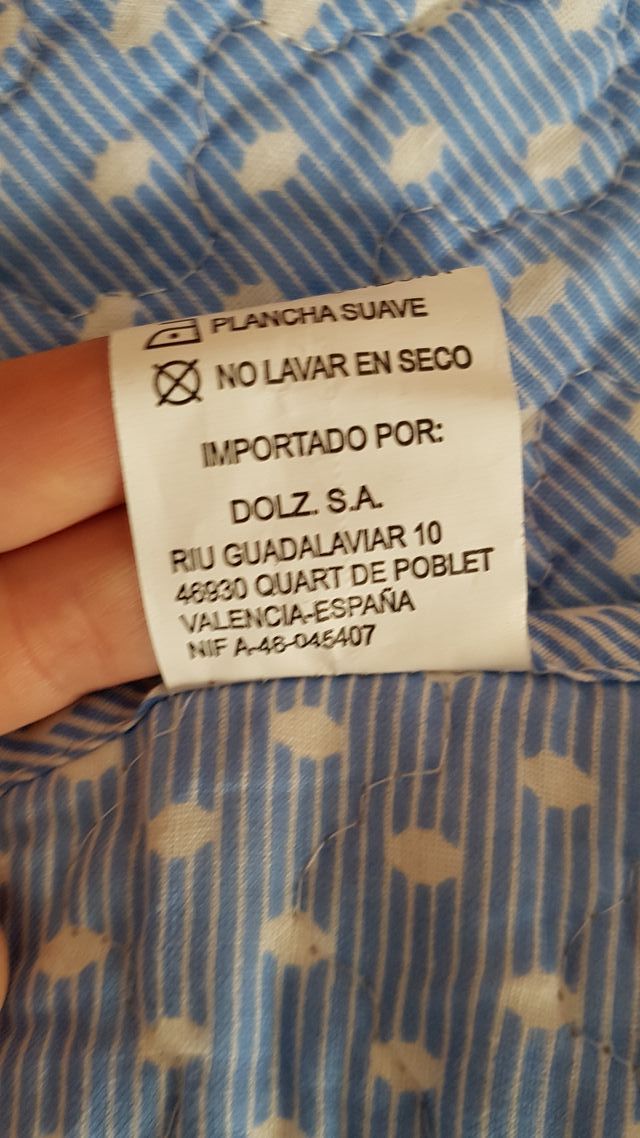 PLANCHA SUAVE
NO LAVAR EN SECO
IMPORTADO POR:
DOLZ. S.A.
RIU GUADALAVIAR 10
46930 QUART DE POBLET
VALENCIA-ESPAÑA
NIF A-46-045407